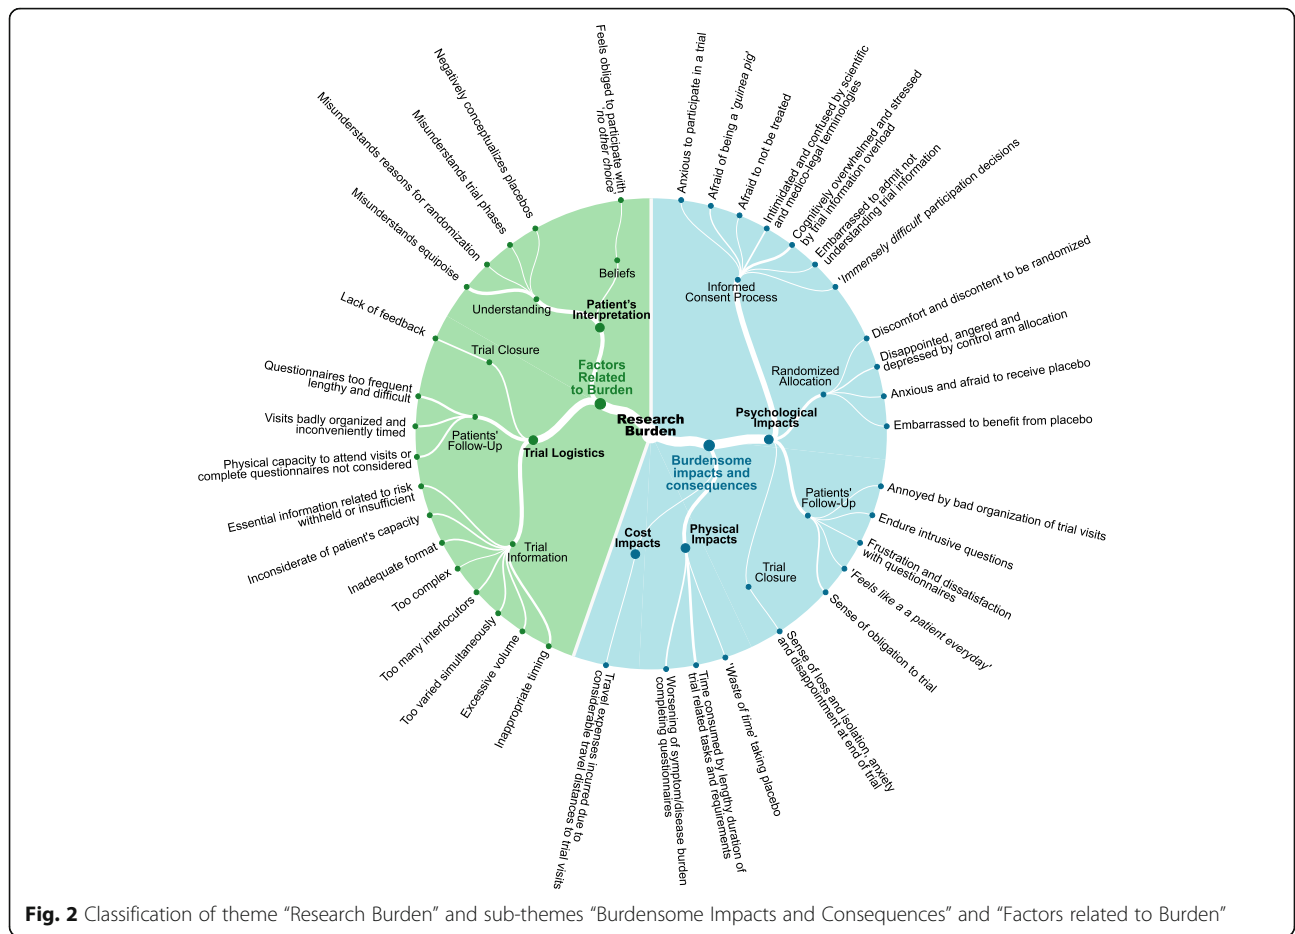 Feels obliged to participate with
'no other choice'
Negatively conceptualizes placebos
Misunderstands trial phases
Misunderstands reasons for randomization
Misunderstands equipoise
Lack of feedback
Questionnaires too frequent
lengthy and difficult
Visits badly organized and
inconveniently timed
Physical capacity to attend visits or
complete questionnaires not considered
Essential information related to risk
withheld or insufficient
Inconsiderate of patient's capacity
Inadequate format
Too complex
Too many interlocutors
Too varied simultaneously
Excessive volume
Inappropriate timing
Beliefs
Patient's
Interpretation
Understanding
Trial Closure
Factors
Related
to Burden
Patients'
Follow-Up
Trial Logistics
Trial
Information
Research
Burden
Anxious to participate in a trial
Afraid of being a 'guinea pig'
Afraid to not be treated
Intimidated and confused by scientific
and medico-legal terminologies
Cognitively overwhelmed and stressed
by trial information overload
Embarrassed to admit not
understanding trial information
'Immensely difficult' participation decisions
Discomfort and discontent to be randomized
Disappointed, angered and
depressed by control arm allocation
Anxious and afraid to receive placebo
Embarrassed to benefit from placebo
Annoyed by bad organization of trial visits
Endure intrusive questions
Frustration and dissatisfaction
with questionnaires
'Feels like a a patient everyday'
Sense of obligation to trial
Sense of loss and isolation, anxiety
and disappointment at end of trial
'Waste of time' taking placebo
Time consumed by lengthy duration of
trial related tasks and requirements
Worsening of symptom/disease burden
completing questionnaires
Travel expenses incurred due to
considerable travel distances to trial visits
Informed
Consent Process
Randomized
Allocation
Psychological
Impacts
Burdensome
impacts and
consequences
Patients'
Follow-Up
Trial
Closure
Physical
Impacts
Cost
Impacts
Fig. 2 Classification of theme “Research Burden” and sub-themes “Burdensome Impacts and Consequences” and “Factors related to Burden”